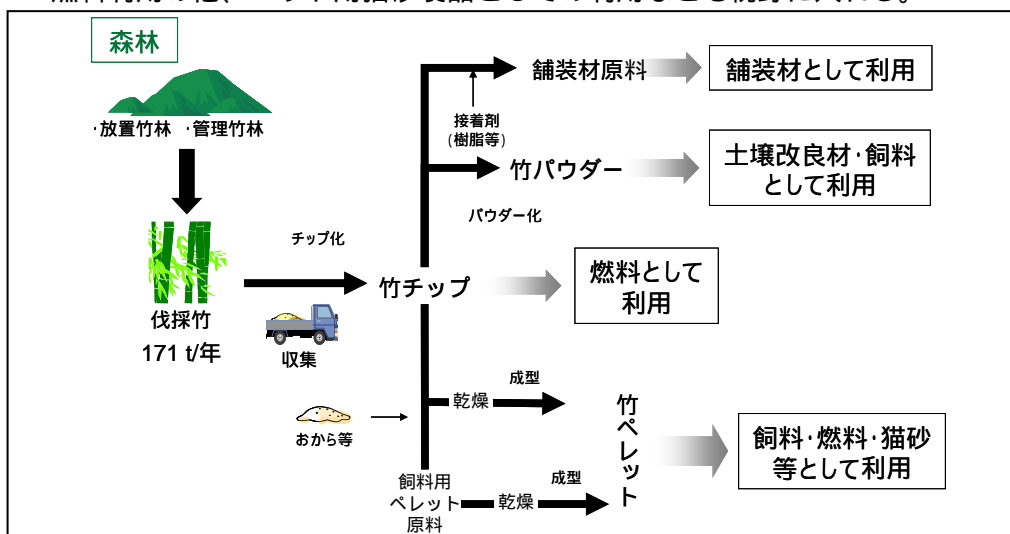 森林
・放置竹林 ・管理竹林
伐採竹
171 t/年
チップ化
収集
竹チップ
接着剤
(樹脂等)
舗装材原料
舗装材として利用
竹パウダー
パウダー化
土壌改良材・飼料
として利用
燃料として
利用
おから等
乾燥
成型
飼料用
ペレット
原料
乾燥
成型
竹ペレット
飼料・燃料・猫砂
等として利用